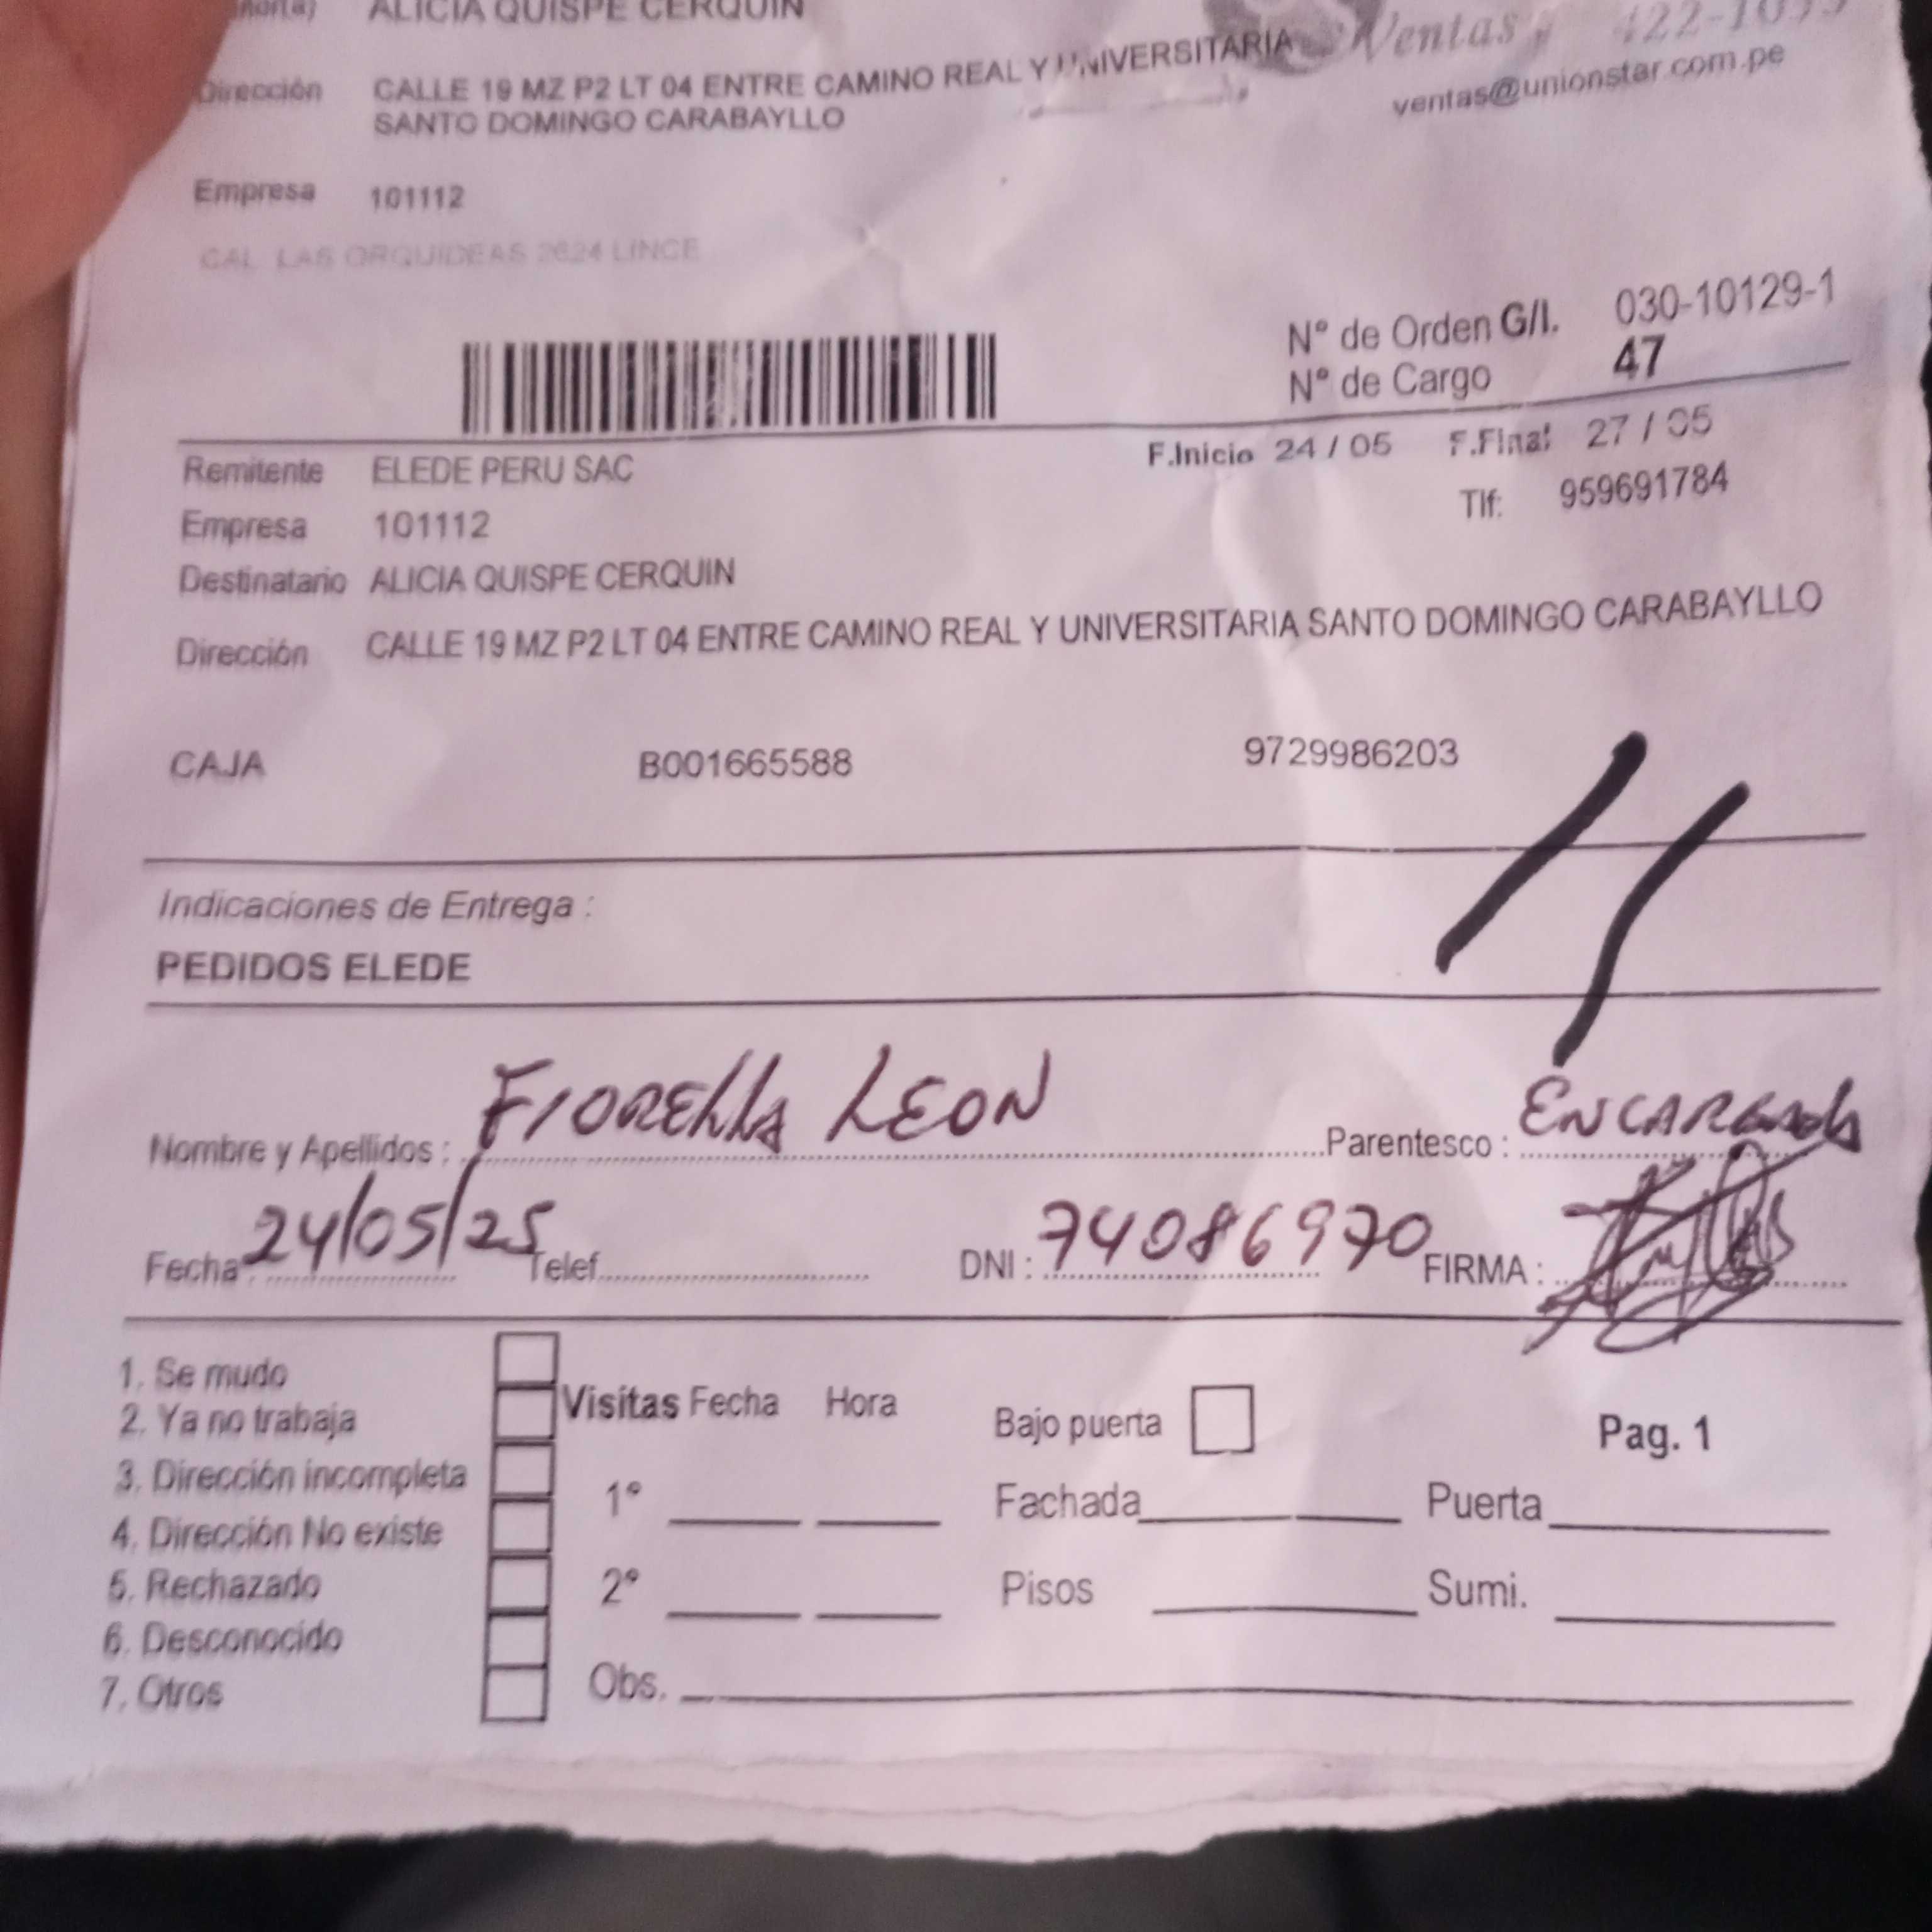 ALICIA QUISPE CERQUIN
Ventas
Dirección CALLE 19 MZ P2 LT 04 ENTRE CAMINO REAL Y UNIVERSITARIA
SANTO DOMINGO CARABAYLLO
ventas@unionstar.com.pe
Empresa 101112
CAL LAS ORQUIDEAS 2624 LINCE
N° de Orden G/I. 030-10129-1
N° de Cargo 47
F.Inicio 24 / 05 F.Final 27 / 05
Remitente ELEDE PERU SAC
Tlf: 959691784
Empresa 101112
Destinatario ALICIA QUISPE CERQUIN
Dirección CALLE 19 MZ P2 LT 04 ENTRE CAMINO REAL Y UNIVERSITARIA SANTO DOMINGO CARABAYLLO
CAJA B001665588 9729986203
Indicaciones de Entrega :
PEDIDOS ELEDE
Nombre y Apellidos : FIORELLA LEON Parentesco : ENCARGADA
Fecha : 24/05/25 Telef. DNI : 74086970 FIRMA :
1. Se mudo
2. Ya no trabaja
3. Dirección incompleta
4. Dirección No existe
5. Rechazado
6. Desconocido
7. Otros
Visitas Fecha Hora Bajo puerta Pag. 1
1° Fachada Puerta
2° Pisos Sumi.
Obs.